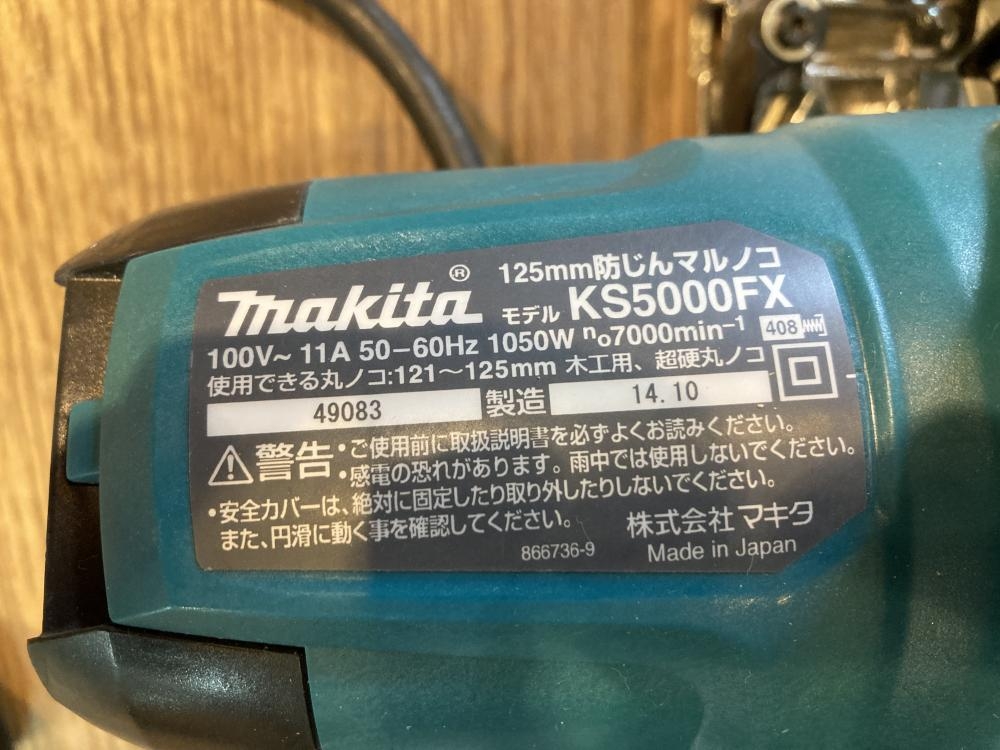 makita® 125mm防じんマルノコ
モデル KS5000FX
100V~ 11A 50-60Hz 1050W n₀7000min⁻¹ 408
使用できる丸ノコ:121~125mm 木工用、超硬丸ノコ
49083 製造 14.10
警告 ・ご使用前に取扱説明書を必ずよくお読みください。
・感電の恐れがあります。雨中では使用しないでください。
・安全カバーは、絶対に固定したり取り外したりしないでください。
また、円滑に動く事を確認してください。
株式会社マキタ
866736-9 Made in Japan